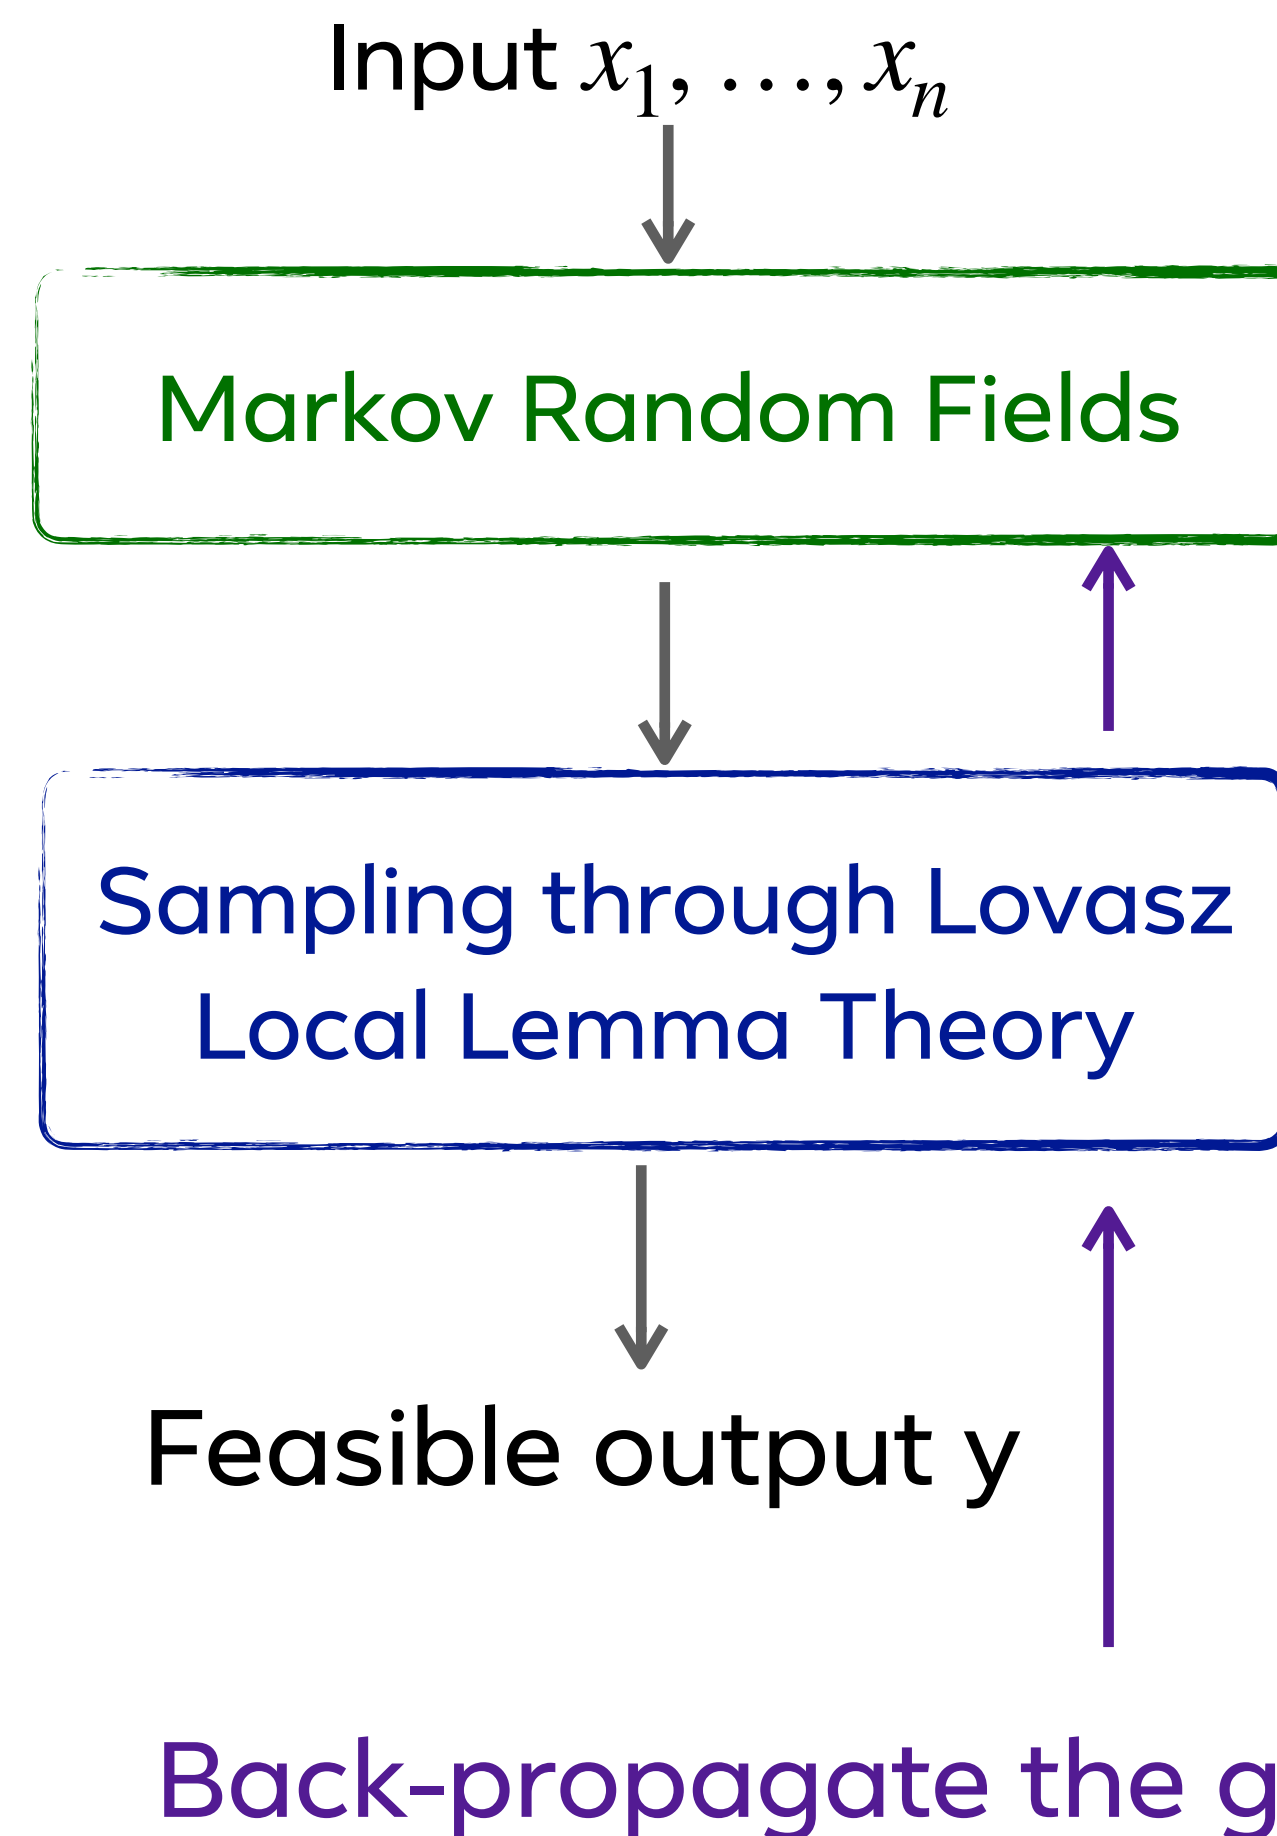 Input x₁, …, xₙ
Markov Random Fields
Sampling through Lovasz
Local Lemma Theory
Feasible output y
Back-propagate the